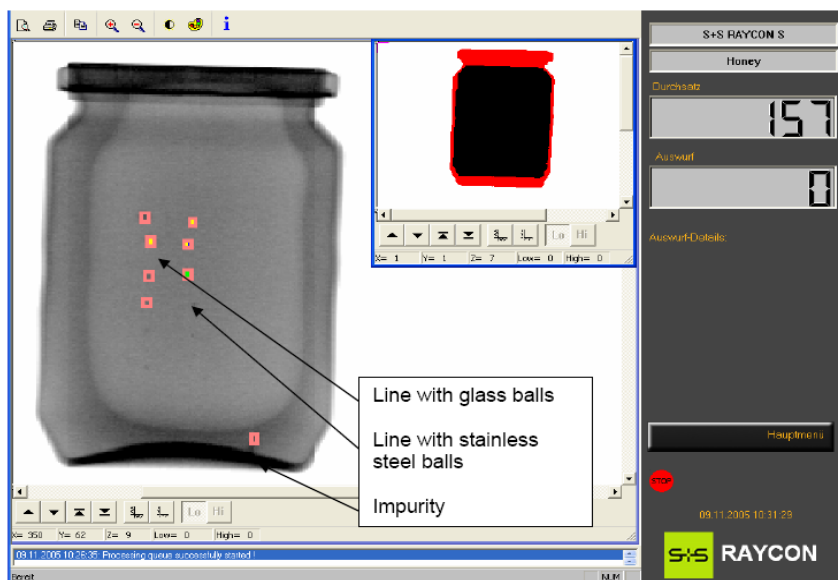 i
S+S RAYCON S
Honey
Durchsatz
157
Auswurf
0
Auswurf-Details:
Lo Hi
X= 1 Y= 1 Z= 7 Low= 0 High= 0
Line with glass balls
Line with stainless
steel balls
Impurity
Hauptmenü
STOP
09.11.2005 10:31:29
Lo Hi
X= 350 Y= 62 Z= 9 Low= 0 High= 0
09.11.2005 10:26:35: Processing queue successfully started !
S+S RAYCON
Bereit
NUM